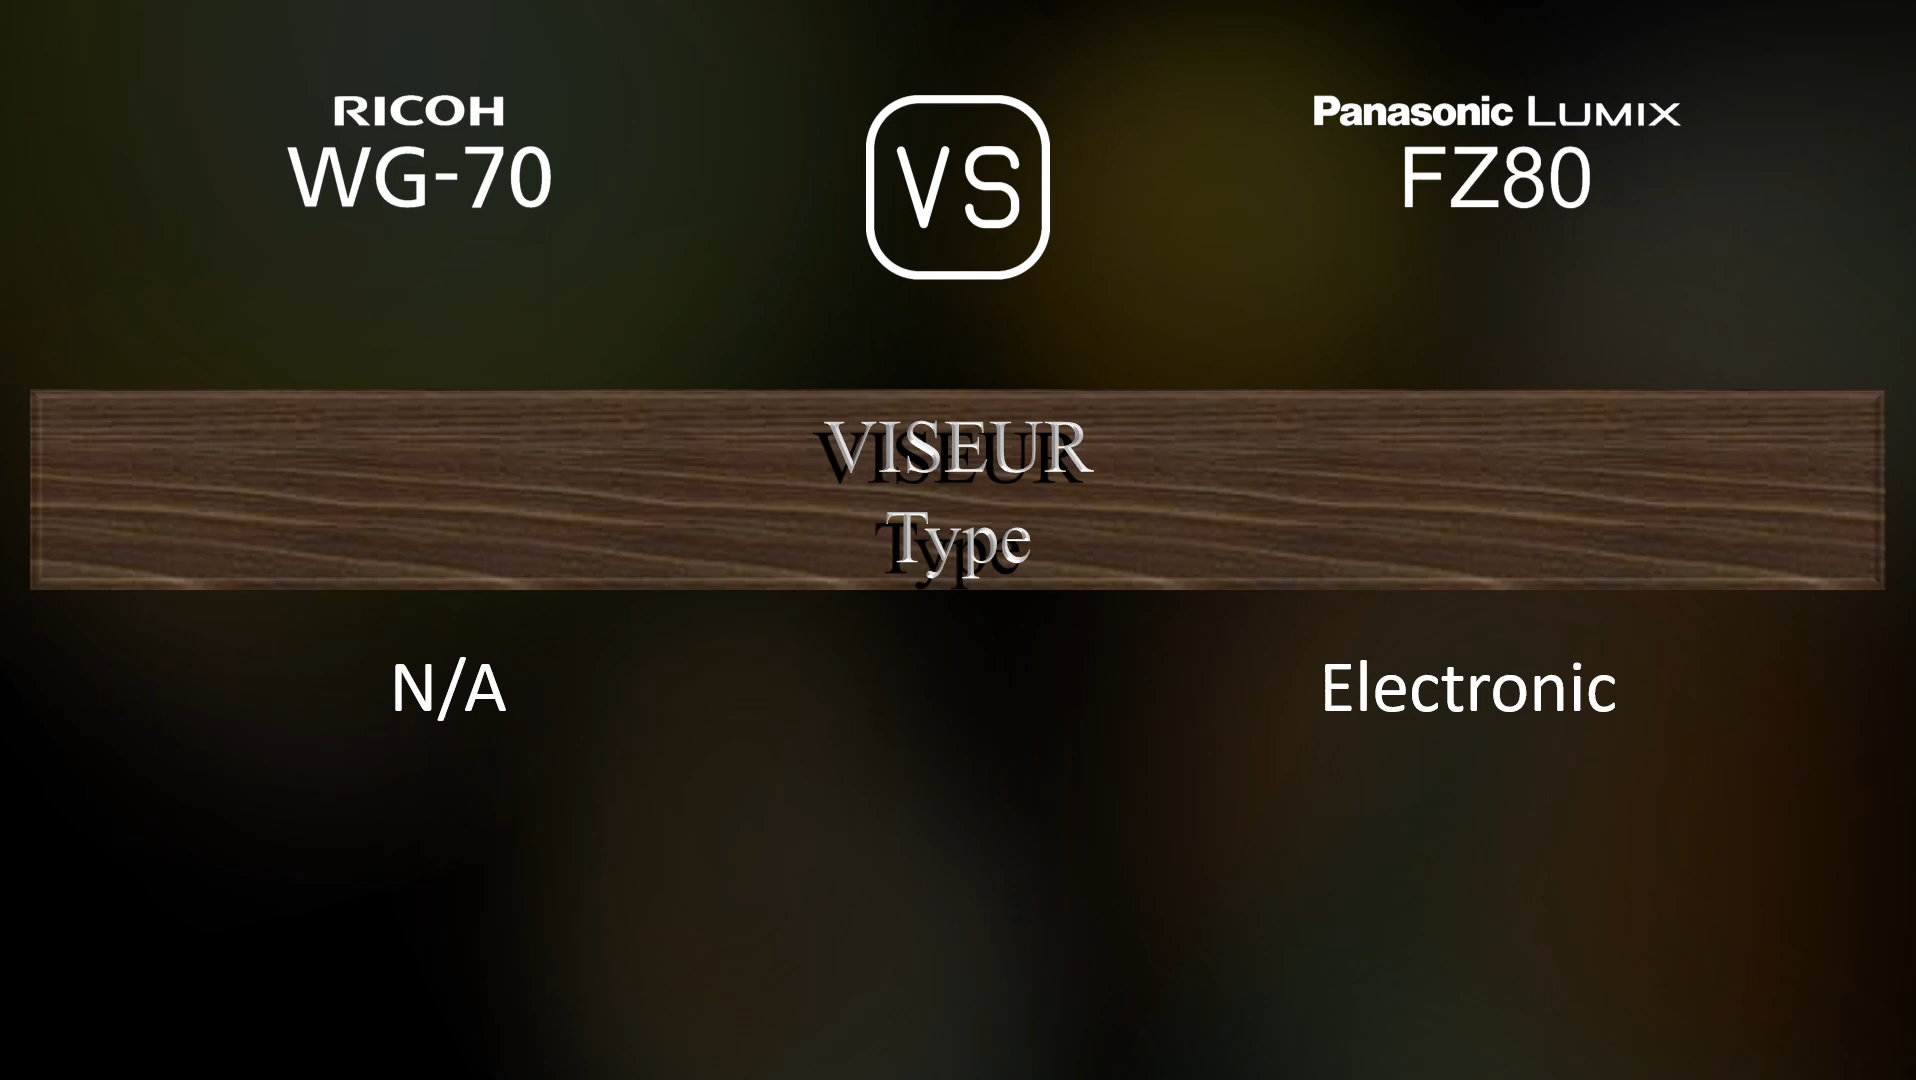 RICOH
WG-70
VS
Panasonic LUMIX
FZ80
VISEUR
Type
N/A
Electronic